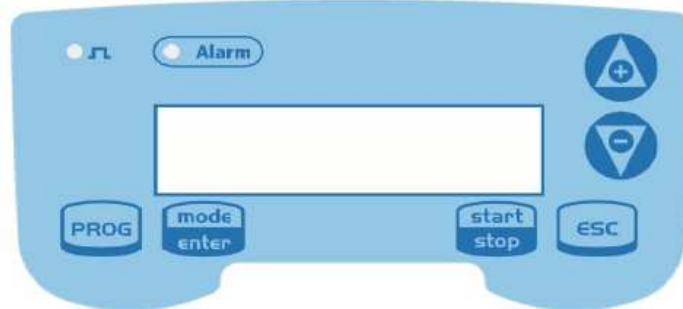 Alarm
+
−
PROG
mode
enter
start
stop
ESC